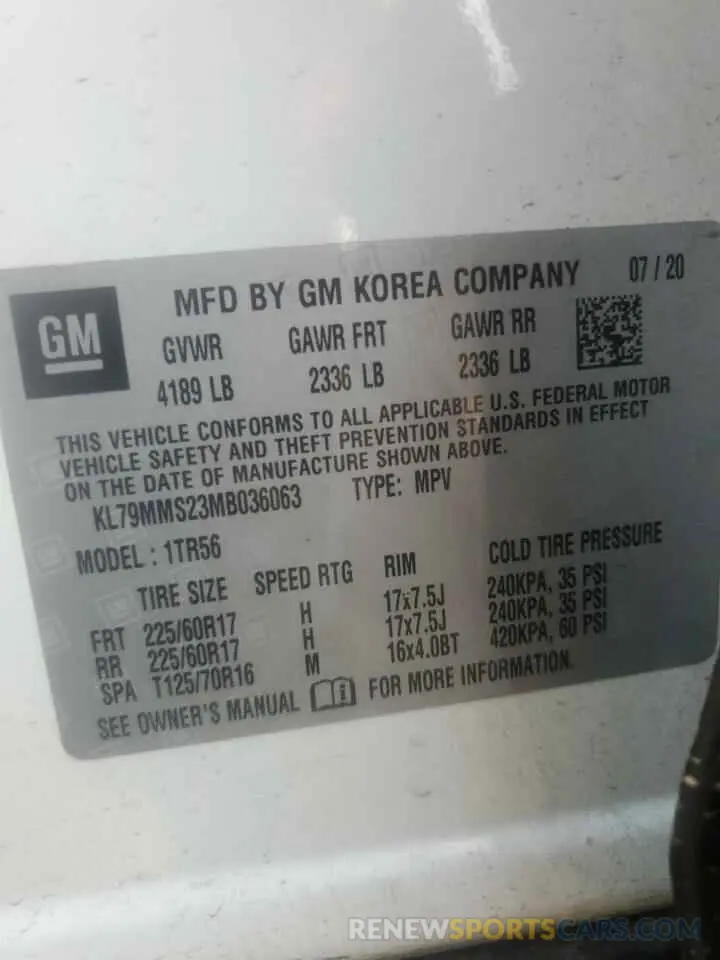 GM
MFD BY GM KOREA COMPANY 07 / 20
GVWR GAWR FRT GAWR RR
4189 LB 2336 LB 2336 LB
THIS VEHICLE CONFORMS TO ALL APPLICABLE U.S. FEDERAL MOTOR
VEHICLE SAFETY AND THEFT PREVENTION STANDARDS IN EFFECT
ON THE DATE OF MANUFACTURE SHOWN ABOVE.
KL79MMS23MB036063 TYPE: MPV
MODEL : 1TR56
TIRE SIZE SPEED RTG RIM COLD TIRE PRESSURE
FRT 225/60R17 H 17x7.5J 240KPA, 35 PSI
RR 225/60R17 H 17x7.5J 240KPA, 35 PSI
SPA T125/70R16 M 16x4.0BT 420KPA, 60 PSI
SEE OWNER'S MANUAL i FOR MORE INFORMATION.
RENEWSPORTSCARS.COM